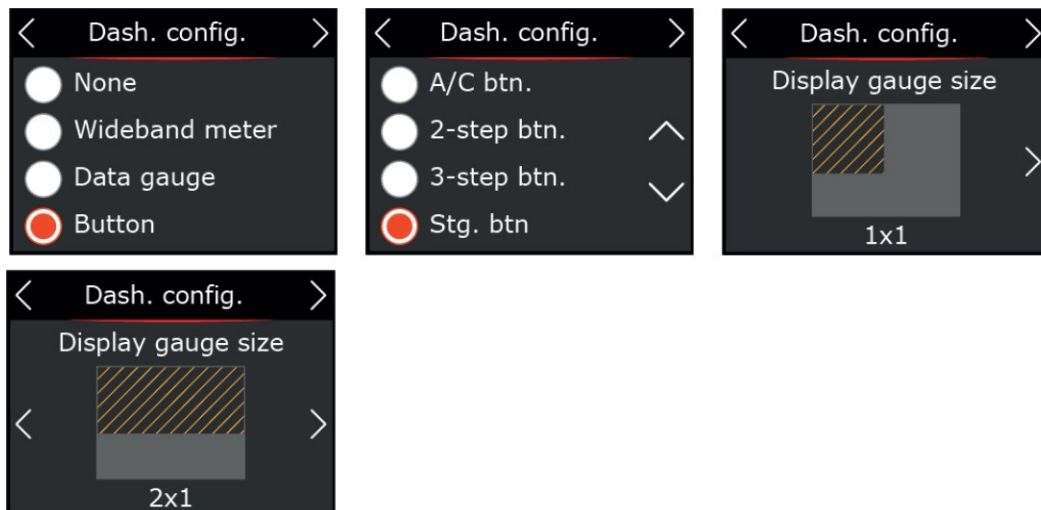 Dash. config.
None
Wideband meter
Data gauge
Button
Dash. config.
A/C btn.
2-step btn.
3-step btn.
Stg. btn
Dash. config.
Display gauge size
1x1
Dash. config.
Display gauge size
2x1